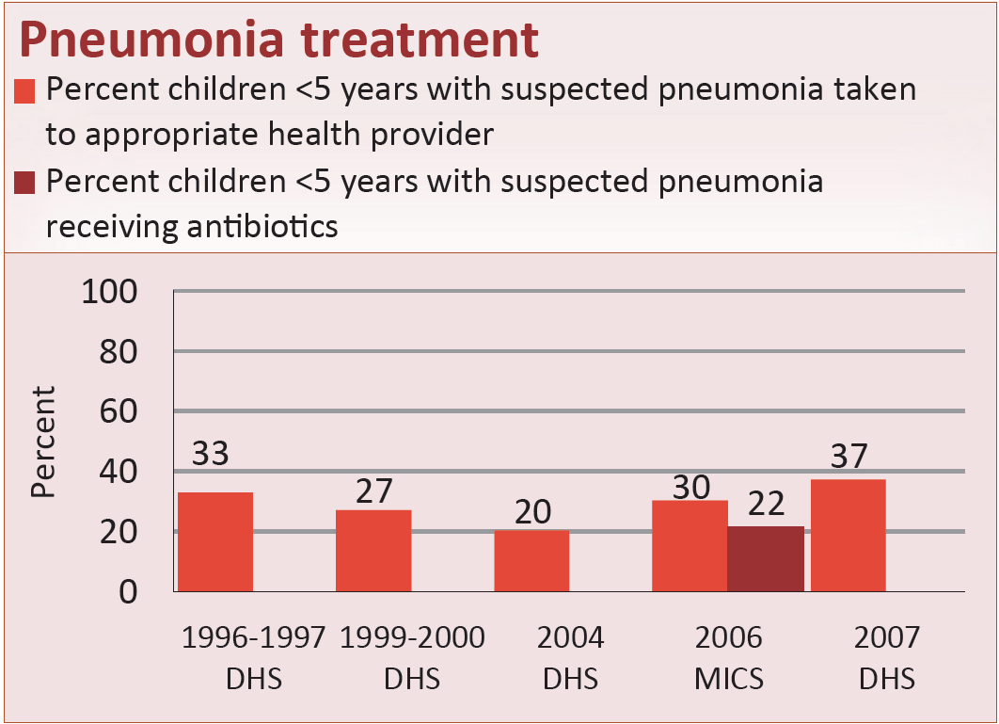 Pneumonia treatment
Percent children <5 years with suspected pneumonia taken
to appropriate health provider
Percent children <5 years with suspected pneumonia
receiving antibiotics
100
80
60
40
20
0
Percent
33
27
20
30
22
37
1996-1997 1999-2000 2004 2006 2007
DHS DHS DHS MICS DHS